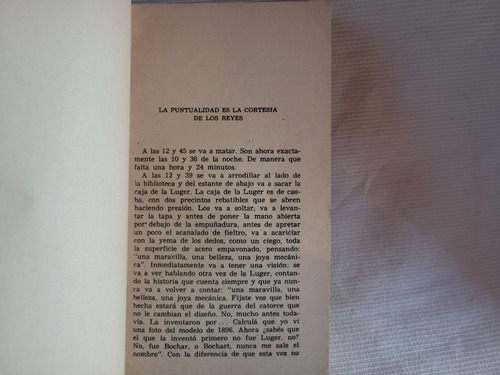 LA PUNTUALIDAD ES LA CORTESIA
DE LOS REYES
A las 12 y 45 se va a matar. Son ahora exacta-
mente las 10 y 36 de la noche. De manera que
falta una hora y 24 minutos.
A las 12 y 39 se va a arrodillar al lado de
la biblioteca y del estante de abajo va a sacar la
caja de la Luger. La caja de la Luger es de cao-
ba, con dos precintos rebatibles que se abren
haciendo presión. Los va a soltar, va a levan-
tar la tapa y antes de poner la mano abierta
por debajo de la empuñadura, antes de apretar
un poco el acanalado de fieltro, va a acariciar
con la yema de los dedos, como un ciego, toda
la superficie de acero empavonado, pensando:
"una maravilla, una belleza, una joya mecáni-
ca". Inmediatamente va a tener una visión: se
va a ver hablando otra vez de la Luger, contan-
do la historia que cuenta siempre y que ya nun-
ca va a volver a contar: "una maravilla, una
belleza, una joya mecánica. Fijate vos que bien
hecha estará que de la guerra del catorce que
no le cambian el diseño. No, mucho antes toda-
vía. La inventaron por... Calculá que yo vi
una foto del modelo de 1896. Ahora ¿sabés que
el que la inventó primero no fue Luger, no?
No, fue Bochar, o Bochart, nunca me sale el
nombre". Con la diferencia de que esta vez no